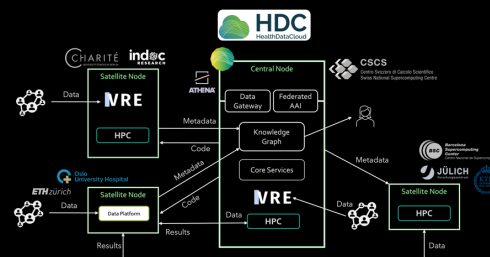 HDC
HealthDataCloud
CHARITÉ
indoc
RESEARCH
Satellite Node
Data
VRE
HPC
ATHENA
Central Node
Data
Gateway
Federated
AAI
Knowledge
Graph
Core Services
VRE
HPC
CSCS
Centro Svizzero di Calcolo Scientifico
Swiss National Supercomputing Centre
Metadata
Code
Metadata
Code
Oslo
University Hospital
ETH zürich
Satellite Node
Data
Data Platform
Data
Results
Results
Metadata
BSC
Barcelona
Supercomputing
Center
JÜLICH
Forschungszentrum
Satellite Node
HPC
Data
Data